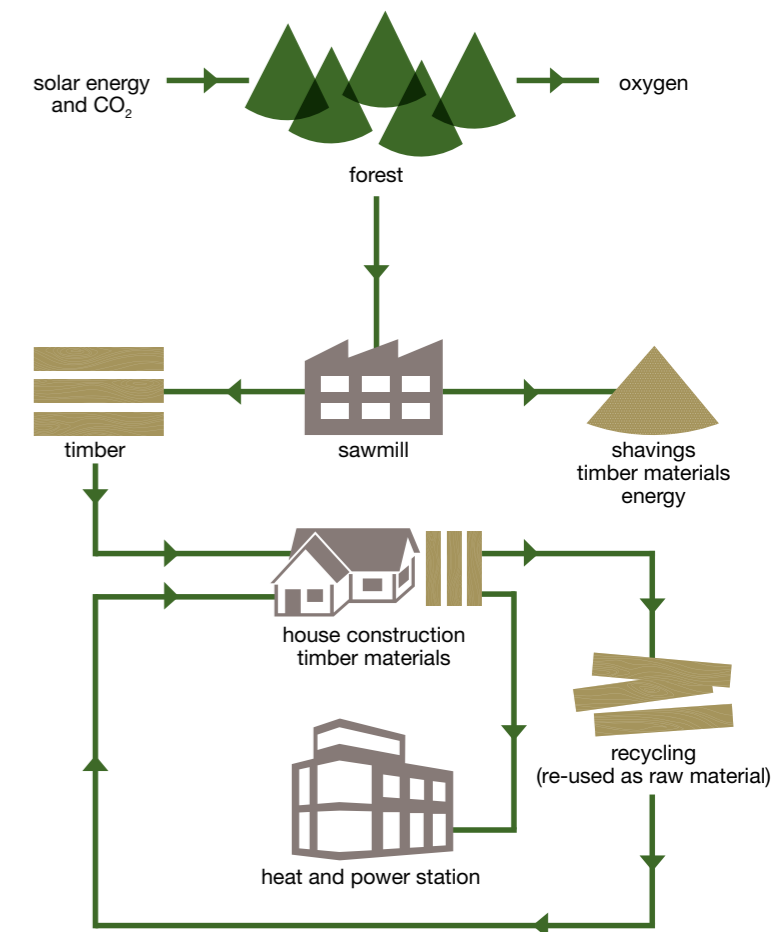 solar energy
and CO₂
oxygen
forest
timber
sawmill
shavings
timber materials
energy
house construction
timber materials
recycling
(re-used as raw material)
heat and power station